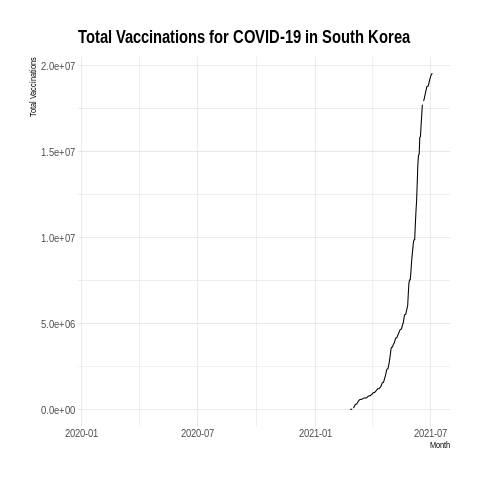 Total Vaccinations for COVID-19 in South Korea
Total Vaccinations
2.0e+07
1.5e+07
1.0e+07
5.0e+06
0.0e+00
2020-01 2020-07 2021-01 2021-07
Month